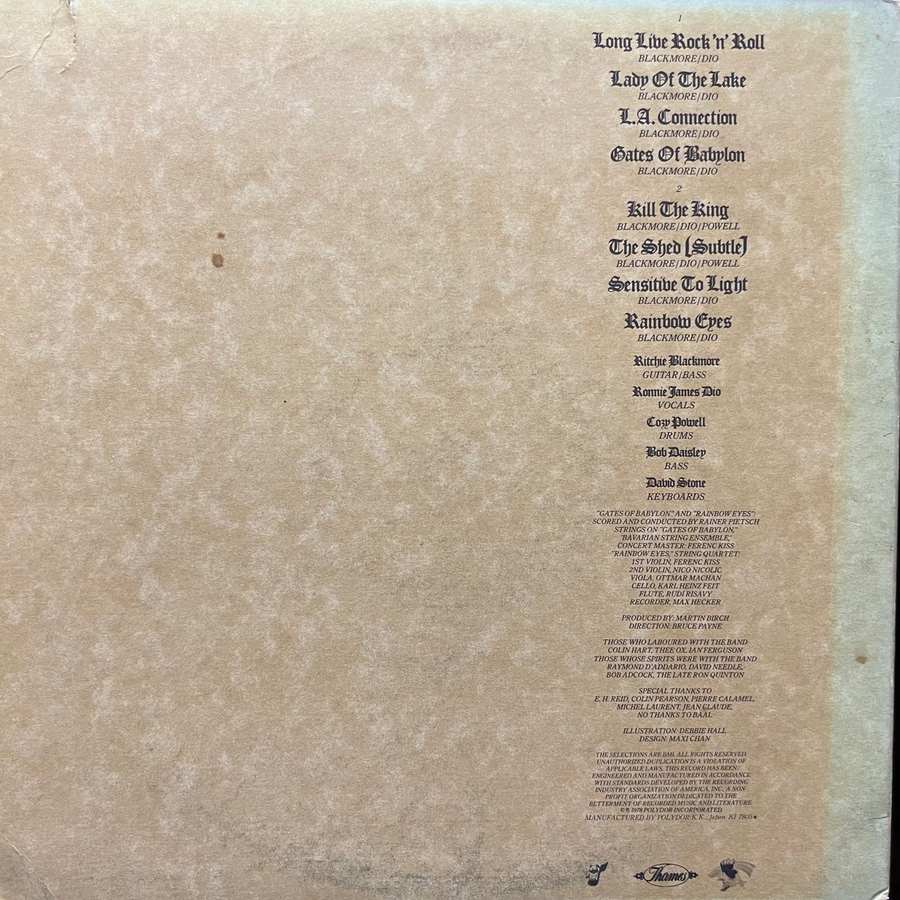 1
Long Live Rock 'n' Roll
BLACKMORE/DIO
Lady Of The Lake
BLACKMORE/DIO
L.A. Connection
BLACKMORE/DIO
Gates Of Babylon
BLACKMORE/DIO
2
Kill The King
BLACKMORE/DIO/POWELL
The Shed [Subtle]
BLACKMORE/DIO/POWELL
Sensitive To Light
BLACKMORE/DIO
Rainbow Eyes
BLACKMORE/DIO
Ritchie Blackmore
GUITAR/BASS
Ronnie James Dio
VOCALS
Cozy Powell
DRUMS
Bob Daisley
BASS
David Stone
KEYBOARDS
"GATES OF BABYLON," AND "RAINBOW EYES":
SCORED AND CONDUCTED BY RAINER PIETSCH
STRINGS ON "GATES OF BABYLON,"
BAVARIAN STRING ENSEMBLE,
CONCERT MASTER: FERENC KISS
"RAINBOW EYES," STRING QUARTET:
1ST VIOLIN, FERENC KISS
2ND VIOLIN, NICO NICOLIC
VIOLA, OTTMAR MACHAN
CELLO, KARL HEINZ FEIT
FLUTE, RUDI RISAVY
RECORDER, MAX HECKER
PRODUCED BY: MARTIN BIRCH
DIRECTION: BRUCE PAYNE
THOSE WHO LABOURED WITH THE BAND
COLIN HART, THEE OX, IAN FERGUSON
THOSE WHOSE SPIRITS WERE WITH THE BAND
RAYMOND D'ADDARIO, DAVID NEEDLE,
BOB ADCOCK, THE LATE RON QUINTON
SPECIAL THANKS TO
E. H. REID, COLIN PEARSON, PIERRE CALAMEL,
MICHEL LAURENT, JEAN CLAUDE,
NO THANKS TO BAAL
ILLUSTRATION: DEBBIE HALL
DESIGN: MAXI CHAN
THE SELECTIONS ARE BMI. ALL RIGHTS RESERVED.
UNAUTHORIZED DUPLICATION IS A VIOLATION OF
APPLICABLE LAWS. THIS RECORD HAS BEEN
ENGINEERED AND MANUFACTURED IN ACCORDANCE
WITH STANDARDS DEVELOPED BY THE RECORDING
INDUSTRY ASSOCIATION OF AMERICA, INC., A NON-
PROFIT ORGANIZATION DEDICATED TO THE
BETTERMENT OF RECORDED MUSIC AND LITERATURE
©℗ 1978 POLYDOR INCORPORATED
MANUFACTURED BY POLYDOR K.K., Japan
Thames